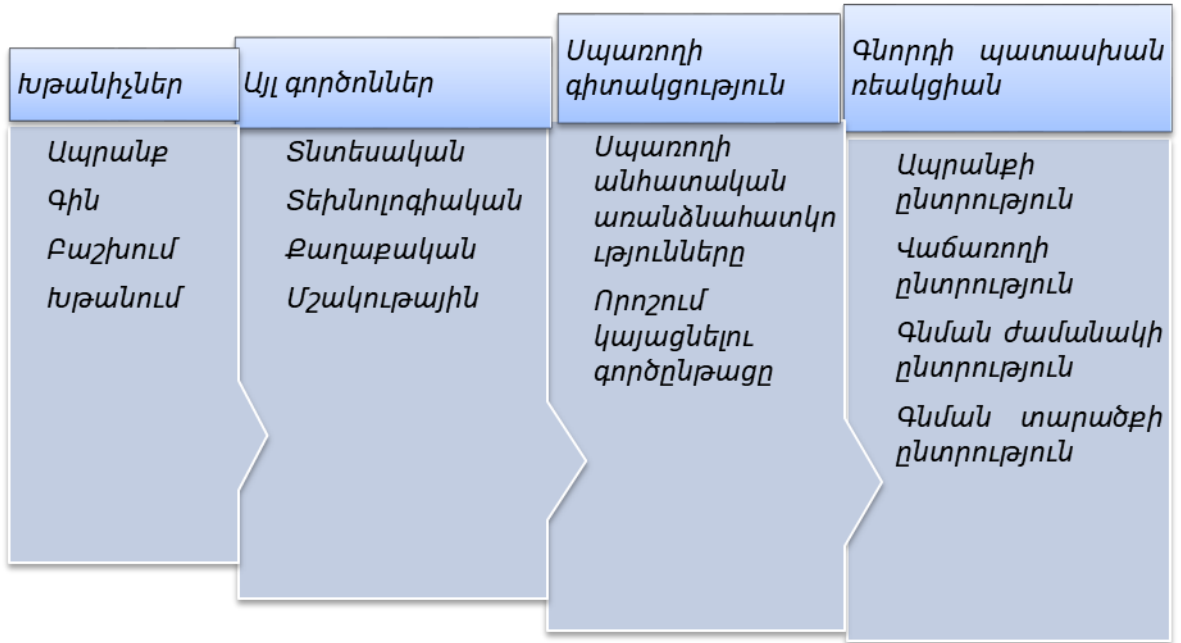 Խթանիչներ
Ապրանք
Գին
Բաշխում
Խթանում
Այլ գործոններ
Տնտեսական
Տեխնոլոգիական
Քաղաքական
Մշակութային
Սպառողի
գիտակցություն
Սպառողի
անհատական
առանձնահատկո
ւթյունները
Որոշում
կայացնելու
գործընթացը
Գնորդի պատասխան
ռեակցիան
Ապրանքի
ընտրություն
Վաճառողի
ընտրություն
Գնման ժամանակի
ընտրություն
Գնման տարածքի
ընտրություն